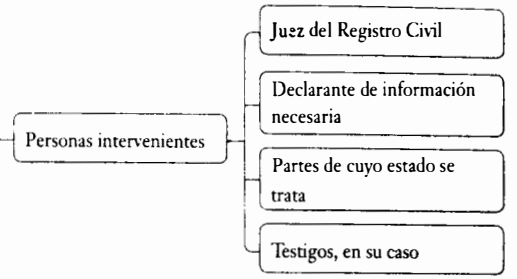 Juez del Registro Civil
Declarante de información
necesaria
Personas intervenientes
Partes de cuyo estado se
trata
Testigos, en su caso